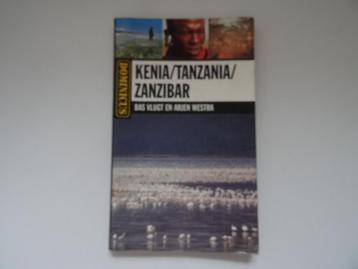 DOMINICUS
KENIA/TANZANIA/
ZANZIBAR
BAS VLUGT EN ARJEN WESTRA